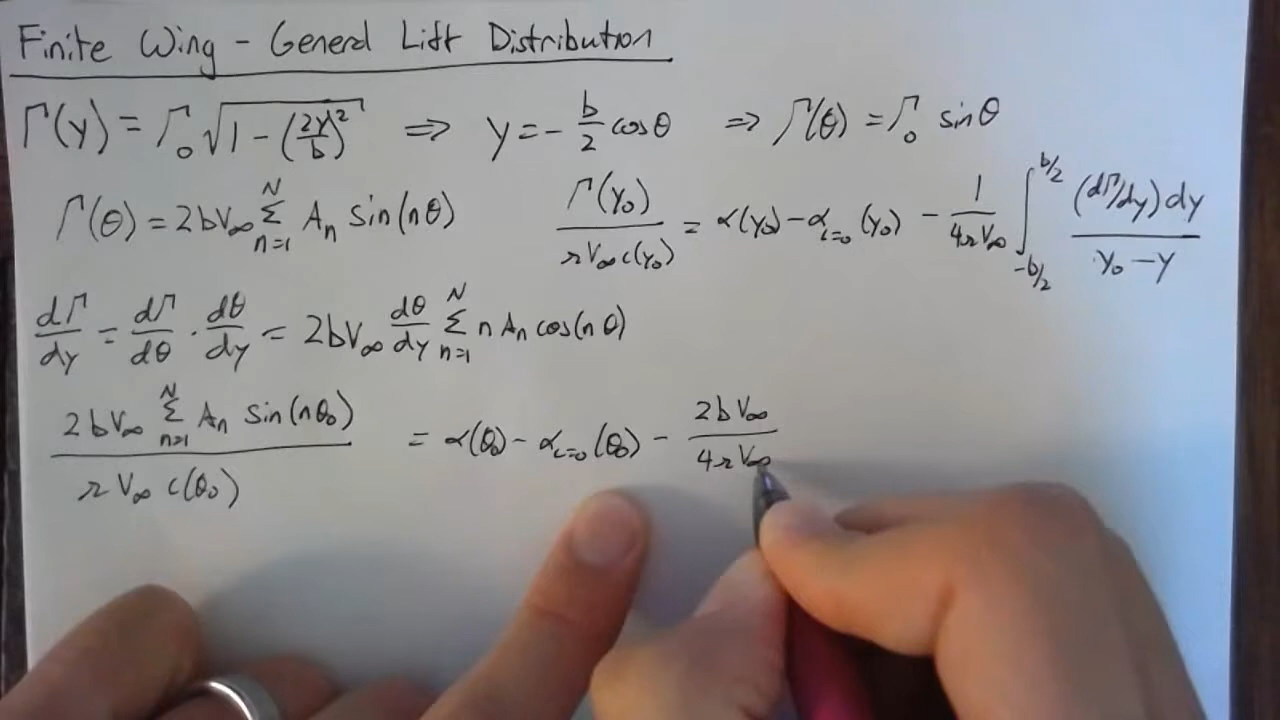 Finite Wing - General Lift Distribution
Γ(y) = Γ₀ √(1 - (2y/b)²) ⇒ y = - b/2 cosθ ⇒ Γ(θ) = Γ₀ sinθ
Γ(θ) = 2bV∞ Σ_{n=1}^{N} Aₙ sin(nθ) Γ(y₀)/(πV∞c(y₀)) = α(y₀) - α_{L=0}(y₀) - 1/(4πV∞) ∫_{-b/2}^{b/2} (dΓ/dy)dy/(y₀ - y)
dΓ/dy = dΓ/dθ · dθ/dy = 2bV∞ dθ/dy Σ_{n=1}^{N} n Aₙ cos(nθ)
2bV∞ Σ_{n=1}^{N} Aₙ sin(nθ₀)/(π V∞ c(θ₀)) = α(θ₀) - α_{L=0}(θ₀) - 2bV∞/(4πV∞)